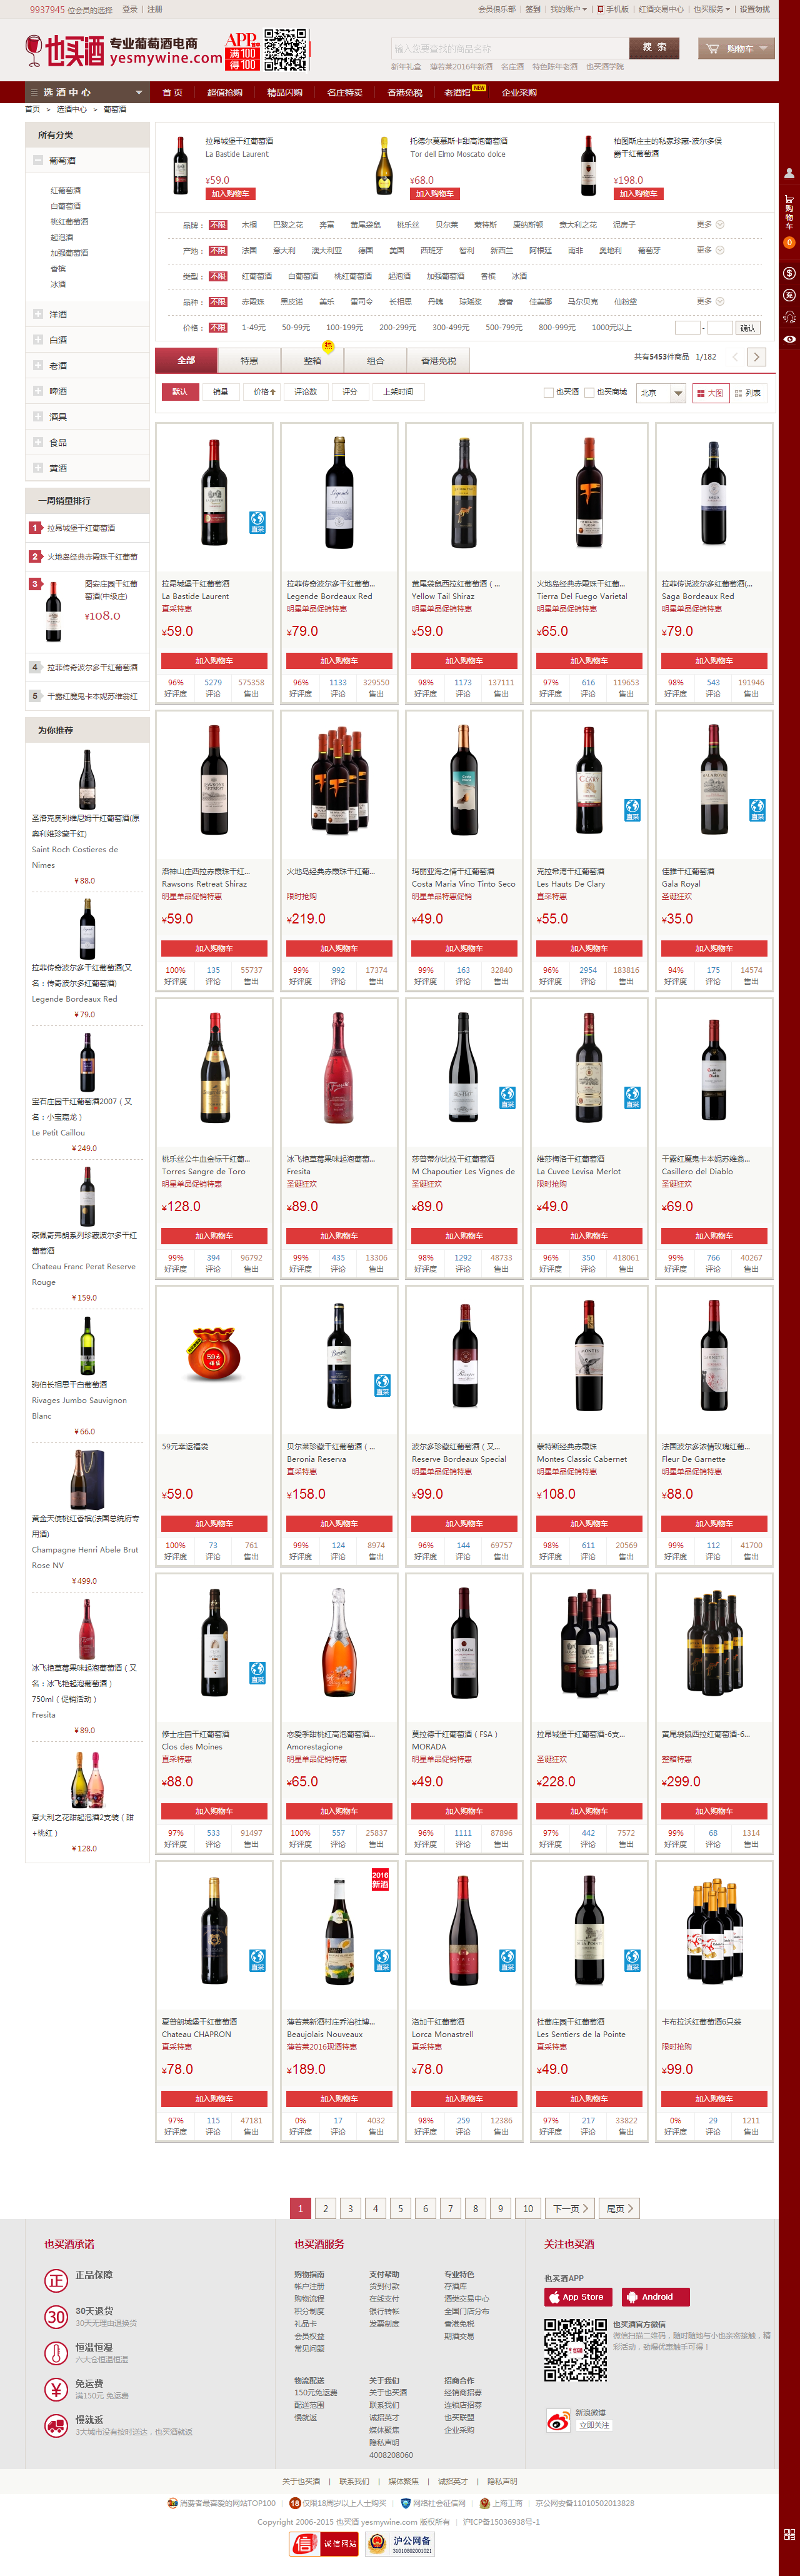 9937945 位会员的选择 登录 | 注册
会员俱乐部 | 签到 | 我的账户 | 手机版 | 红酒交易中心 | 也买服务 | 设置勿扰
也买酒 专业葡萄酒电商
yesmywine.com
APP
满100
得100
输入您要查找的商品名称
搜 索
购物车
新年礼盒 薄若莱2016年新酒 名庄酒 特色陈年老酒 也买酒学院
选酒中心 首 页 超值抢购 精品闪购 名庄特卖 香港免税 老酒馆 NEW 企业采购
首页 > 选酒中心 > 葡萄酒
所有分类
葡萄酒
红葡萄酒
白葡萄酒
桃红葡萄酒
起泡酒
加强葡萄酒
香槟
冰酒
洋酒
白酒
老酒
啤酒
酒具
食品
黄酒
一周销量排行
1 拉昂城堡干红葡萄酒
2 火地岛经典赤霞珠干红葡萄
3 图安庄园干红葡
萄酒(中级庄)
¥108.0
4 拉菲传奇波尔多干红葡萄酒
5 干露红魔鬼卡本妮苏维翁红
为你推荐
圣洛克奥利维尼姆干红葡萄酒(原
奥利维珍藏干红)
Saint Roch Costieres de
Nimes
¥ 88.0
拉菲传奇波尔多干红葡萄酒(又
名：传奇波尔多红葡萄酒)
Legende Bordeaux Red
¥ 79.0
宝石庄园干红葡萄酒2007（又
名：小宝嘉龙）
Le Petit Caillou
¥ 249.0
蒙佩奇弗朗系列珍藏波尔多干红
葡萄酒
Chateau Franc Perat Reserve
Rouge
¥ 159.0
宛伯长相思干白葡萄酒
Rivages Jumbo Sauvignon
Blanc
¥ 66.0
黄金天使桃红香槟(法国总统府专
用酒)
Champagne Henri Abele Brut
Rose NV
¥ 499.0
冰飞艳草莓果味起泡葡萄酒（又
名：冰飞艳起泡葡萄酒）
750ml（促销活动）
Fresita
¥ 89.0
意大利之花甜起泡酒2支装（甜
+桃红）
¥ 128.0
拉昂城堡干红葡萄酒
La Bastide Laurent
¥59.0
加入购物车
托德尔莫慕斯卡甜高泡葡萄酒
Tor dell Elmo Moscato dolce
¥68.0
加入购物车
柏图斯庄主的私家珍藏-波尔多侯
爵干红葡萄酒
¥198.0
加入购物车
品牌： 不限 木桐 巴黎之花 奔富 黄尾袋鼠 桃乐丝 贝尔莱 蒙特斯 康纳斯顿 意大利之花 泥房子 更多
产地： 不限 法国 意大利 澳大利亚 德国 美国 西班牙 智利 新西兰 阿根廷 南非 奥地利 葡萄牙 更多
类型： 不限 红葡萄酒 白葡萄酒 桃红葡萄酒 起泡酒 加强葡萄酒 香槟 冰酒
品种： 不限 赤霞珠 黑皮诺 美乐 雷司令 长相思 丹魄 琼瑶浆 麝香 佳美娜 马尔贝克 仙粉黛 更多
价格： 不限 1-49元 50-99元 100-199元 200-299元 300-499元 500-799元 800-999元 1000元以上 - 确认
全部 特惠 整箱 热 组合 香港免税 共有5453件商品 1/182
默认 销量 价格 评论数 评分 上架时间 也买酒 也买商城 北京 大图 列表
直采
拉昂城堡干红葡萄酒
La Bastide Laurent
直采特惠
¥59.0
加入购物车
96% 5279 575358
好评度 评论 售出
拉菲传奇波尔多干红葡萄...
Legende Bordeaux Red
明星单品促销特惠
¥79.0
加入购物车
96% 1133 329550
好评度 评论 售出
黄尾袋鼠西拉红葡萄酒（...
Yellow Tail Shiraz
明星单品促销特惠
¥59.0
加入购物车
98% 1173 137111
好评度 评论 售出
火地岛经典赤霞珠干红葡...
Tierra Del Fuego Varietal
明星单品促销特惠
¥65.0
加入购物车
97% 616 119653
好评度 评论 售出
拉菲传说波尔多红葡萄酒(...
Saga Bordeaux Red
明星单品促销特惠
¥79.0
加入购物车
98% 543 191946
好评度 评论 售出
洛神山庄西拉赤霞珠干红...
Rawsons Retreat Shiraz
明星单品促销特惠
¥59.0
加入购物车
100% 135 55737
好评度 评论 售出
火地岛经典赤霞珠干红葡...
限时抢购
¥219.0
加入购物车
99% 992 17374
好评度 评论 售出
玛丽亚海之情干红葡萄酒
Costa Maria Vino Tinto Seco
明星单品特惠促销
¥49.0
加入购物车
99% 163 32840
好评度 评论 售出
直采
克拉希湾干红葡萄酒
Les Hauts De Clary
直采特惠
¥55.0
加入购物车
96% 2954 183816
好评度 评论 售出
直采
佳雅干红葡萄酒
Gala Royal
圣诞狂欢
¥35.0
加入购物车
94% 175 14574
好评度 评论 售出
桃乐丝公牛血金标干红葡...
Torres Sangre de Toro
明星单品促销特惠
¥128.0
加入购物车
99% 394 96792
好评度 评论 售出
冰飞艳草莓果味起泡葡萄...
Fresita
圣诞狂欢
¥89.0
加入购物车
99% 435 13306
好评度 评论 售出
直采
莎普蒂尔比拉干红葡萄酒
M Chapoutier Les Vignes de
圣诞狂欢
¥89.0
加入购物车
98% 1292 48733
好评度 评论 售出
直采
维莎梅洛干红葡萄酒
La Cuvee Levisa Merlot
限时抢购
¥49.0
加入购物车
96% 350 418061
好评度 评论 售出
干露红魔鬼卡本妮苏维翁...
Casillero del Diablo
圣诞狂欢
¥69.0
加入购物车
99% 766 40267
好评度 评论 售出
59元幸运福袋
¥59.0
加入购物车
100% 73 761
好评度 评论 售出
直采
贝尔莱珍藏干红葡萄酒（...
Beronia Reserva
直采特惠
¥158.0
加入购物车
99% 124 8974
好评度 评论 售出
波尔多珍藏红葡萄酒（又...
Reserve Bordeaux Special
明星单品促销特惠
¥99.0
加入购物车
96% 144 69757
好评度 评论 售出
蒙特斯经典赤霞珠
Montes Classic Cabernet
明星单品促销特惠
¥108.0
加入购物车
98% 611 20569
好评度 评论 售出
法国波尔多浓情玫瑰红葡...
Fleur De Garnette
明星单品促销特惠
¥88.0
加入购物车
99% 112 41700
好评度 评论 售出
直采
修士庄园干红葡萄酒
Clos des Moines
直采特惠
¥88.0
加入购物车
97% 533 91497
好评度 评论 售出
恋爱季甜桃红高泡葡萄酒...
Amorestagione
明星单品促销特惠
¥65.0
加入购物车
100% 557 25837
好评度 评论 售出
莫拉德干红葡萄酒（FSA）
MORADA
明星单品促销特惠
¥49.0
加入购物车
96% 1111 87896
好评度 评论 售出
拉昂城堡干红葡萄酒-6支...
圣诞狂欢
¥228.0
加入购物车
97% 442 7572
好评度 评论 售出
黄尾袋鼠西拉红葡萄酒-6...
整箱特惠
¥299.0
加入购物车
99% 68 1314
好评度 评论 售出
直采
夏普朗城堡干红葡萄酒
Chateau CHAPRON
直采特惠
¥78.0
加入购物车
97% 115 47181
好评度 评论 售出
2016
新酒
直采
薄若莱新酒村庄乔治杜博...
Beaujolais Nouveaux
薄若莱2016现酒特惠
¥189.0
加入购物车
0% 17 4032
好评度 评论 售出
直采
洛加干红葡萄酒
Lorca Monastrell
直采特惠
¥78.0
加入购物车
98% 259 12386
好评度 评论 售出
直采
杜葡庄园干红葡萄酒
Les Sentiers de la Pointe
直采特惠
¥49.0
加入购物车
97% 217 33822
好评度 评论 售出
卡布拉沃红葡萄酒6只装
限时抢购
¥99.0
加入购物车
0% 29 1211
好评度 评论 售出
1 2 3 4 5 6 7 8 9 10 下一页 尾页
购物车
0
也买酒承诺
正 正品保障
30 30天退货
30天无理由退换货
恒温恒湿
六大仓恒温恒湿
免运费
满150元 免运费
慢就返
3大城市没有按时送达，也买酒就返
也买酒服务
购物指南 支付帮助 专业特色
帐户注册 货到付款 存酒库
购物流程 在线支付 酒类交易中心
积分制度 银行转帐 全国门店分布
礼品卡 发票制度 香港免税
会员权益 期酒交易
常见问题
物流配送 关于我们 招商合作
150元免运费 关于也买酒 经销商招募
配送范围 联系我们 连锁店招募
慢就返 诚招英才 也买联盟
媒体聚焦 企业采购
隐私声明
4008208060
关注也买酒
也买酒APP
App Store Android
也买酒官方微信
微信扫描二维码，随时随地与小也亲密接触，精
彩活动，劲爆优惠触手可得！
新浪微博
立即关注
关于也买酒 | 联系我们 | 媒体聚焦 | 诚招英才 | 隐私声明
消费者最喜爱的网站TOP100 | 18 仅限18周岁以上人士购买 | 网络社会征信网 | 上海工商 | 京公网安备11010502013828
Copyright 2006-2015 也买酒 yesmywine.com 版权所有 | 沪ICP备15036938号-1
诚信网站 沪公网备
31010602001021